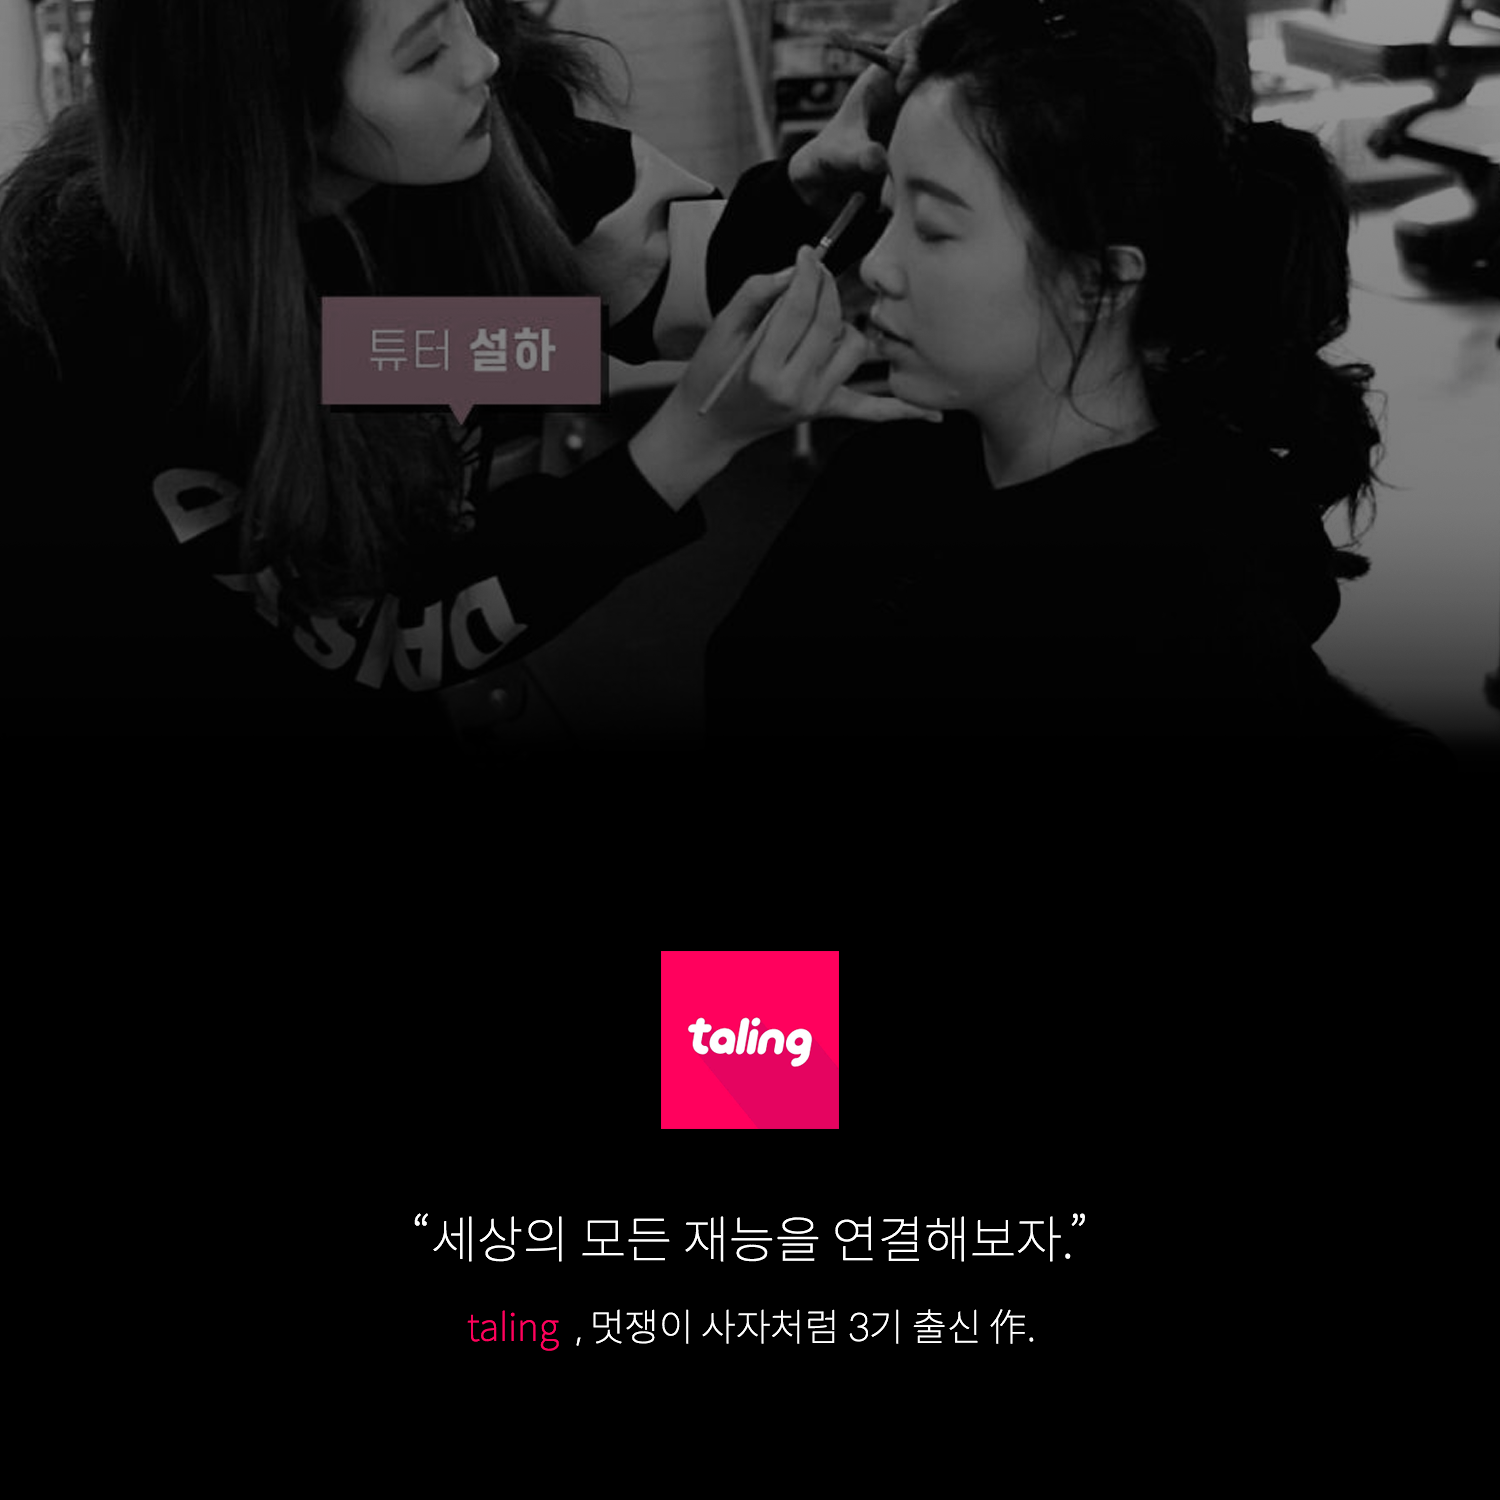 튜터 설하
taling
“세상의 모든 재능을 연결해보자.”
taling , 멋쟁이 사자처럼 3기 출신 作.